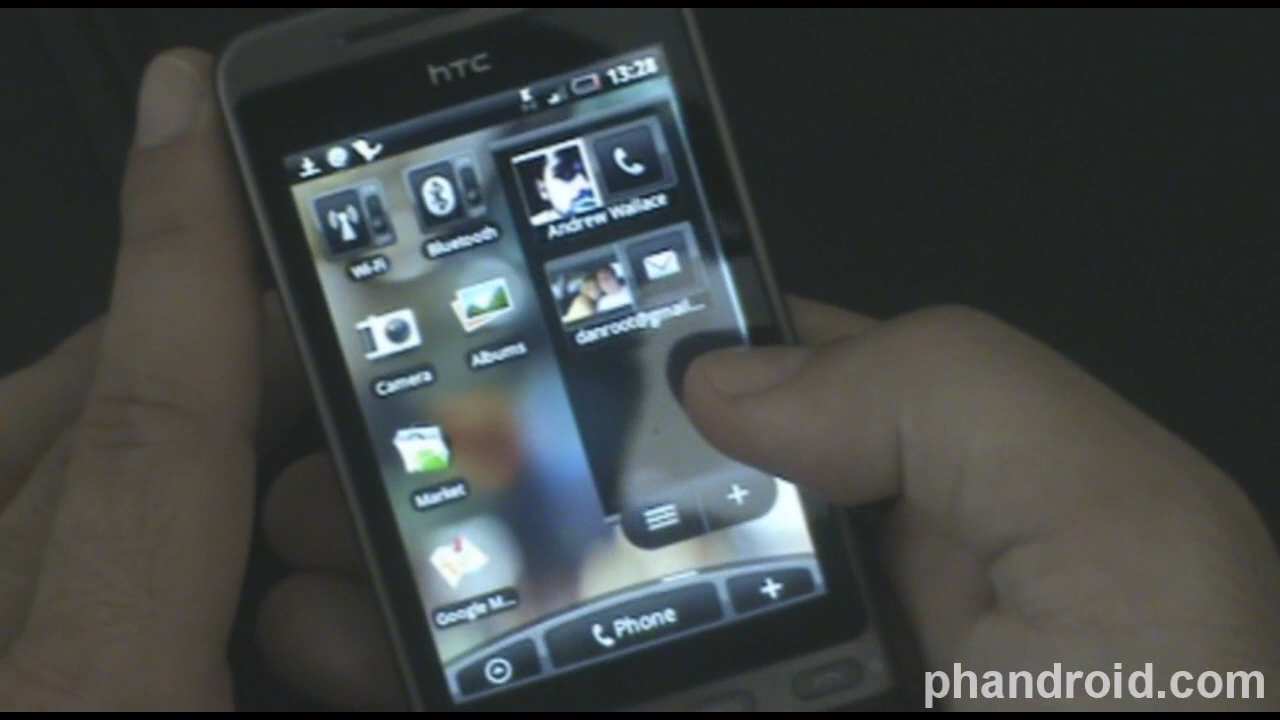 hTC
13:28
Wi-Fi
Bluetooth
Andrew Wallace
Camera
Albums
danroot@gmail...
Market
Google M...
Phone
phandroid.com